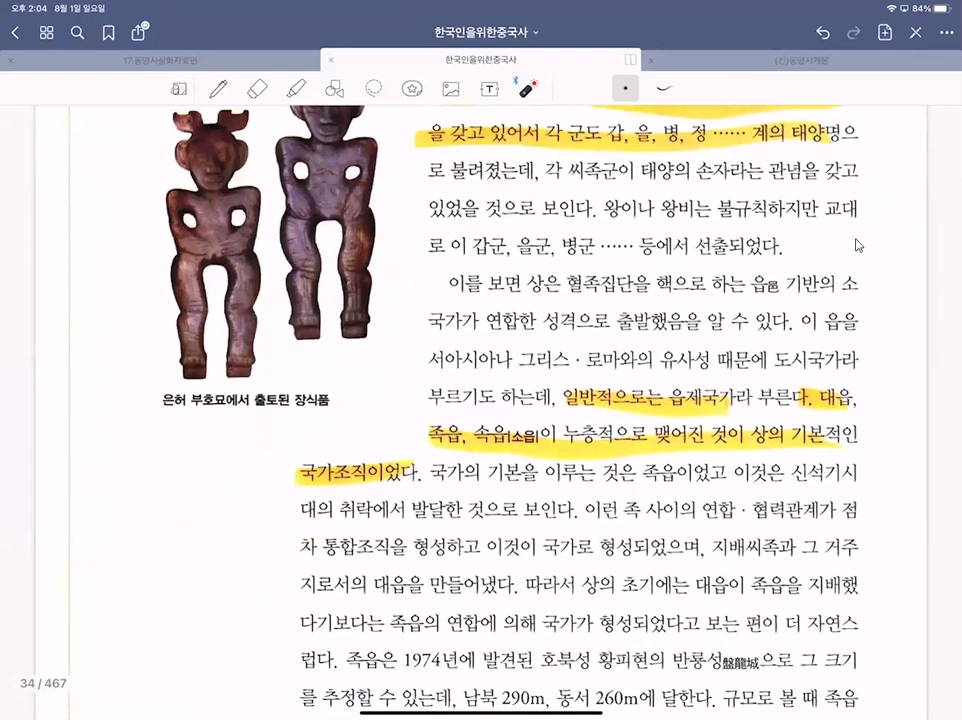 오후 2:04 8월 1일 일요일
84%
한국인을위한중국사
17.동양사심화자료편
한국인을위한중국사
(신)동양사개론
을 갖고 있어서 각 군도 갑, 을, 병, 정 …… 계의 태양명으
로 불려졌는데, 각 씨족군이 태양의 손자라는 관념을 갖고
있었을 것으로 보인다. 왕이나 왕비는 불규칙하지만 교대
로 이 갑군, 을군, 병군 …… 등에서 선출되었다.
이를 보면 상은 혈족집단을 핵으로 하는 읍邑 기반의 소
국가가 연합한 성격으로 출발했음을 알 수 있다. 이 읍을
서아시아나 그리스 · 로마와의 유사성 때문에 도시국가라
부르기도 하는데, 일반적으로는 읍제국가라 부른다. 대읍,
족읍, 속읍[소읍]이 누층적으로 맺어진 것이 상의 기본적인
은허 부호묘에서 출토된 장식품
국가조직이었다. 국가의 기본을 이루는 것은 족읍이었고 이것은 신석기시
대의 취락에서 발달한 것으로 보인다. 이런 족 사이의 연합 · 협력관계가 점
차 통합조직을 형성하고 이것이 국가로 형성되었으며, 지배씨족과 그 거주
지로서의 대읍을 만들어냈다. 따라서 상의 초기에는 대읍이 족읍을 지배했
다기보다는 족읍의 연합에 의해 국가가 형성되었다고 보는 편이 더 자연스
럽다. 족읍은 1974년에 발견된 호북성 황피현의 반룡성盤龍城으로 그 크기
를 추정할 수 있는데, 남북 290m, 동서 260m에 달한다. 규모로 볼 때 족읍
34 / 467